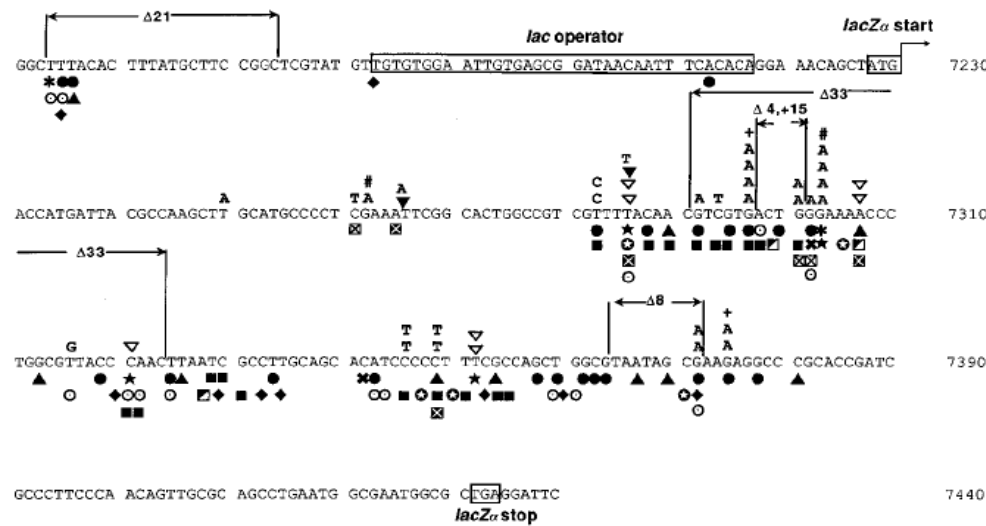 Δ21
lac operator
lacZα start
GGCTTTACAC TTTATGCTTC CGGCTCGTAT GTTGTGTGGA ATTGTGAGCG GATAACAATT TCACACAGGA AACAGCTATG 7230
Δ33
Δ 4,+15
+ #
A A
A A
T A A
C A A A A
A # A T C A T A A A A A
ACCATGATTA CGCCAAGCTT GCATGCCCCT CGAAATTCGG CACTGGCCGT CGTTTTACAA CGTCGTGACT GGGAAAACCC 7310
Δ33
Δ8
T T +
G T T A A
A A
TGGCGTTACC CAACTTAATC GCCTTGCAGC ACATCCCCCT TTCGCCAGCT GGCGTAATAG CGAAGAGGCC CGCACCGATC 7390
GCCCTTCCCA ACAGTTGCGC AGCCTGAATG GCGAATGGCG CTGAGGATTC 7440
lacZα stop